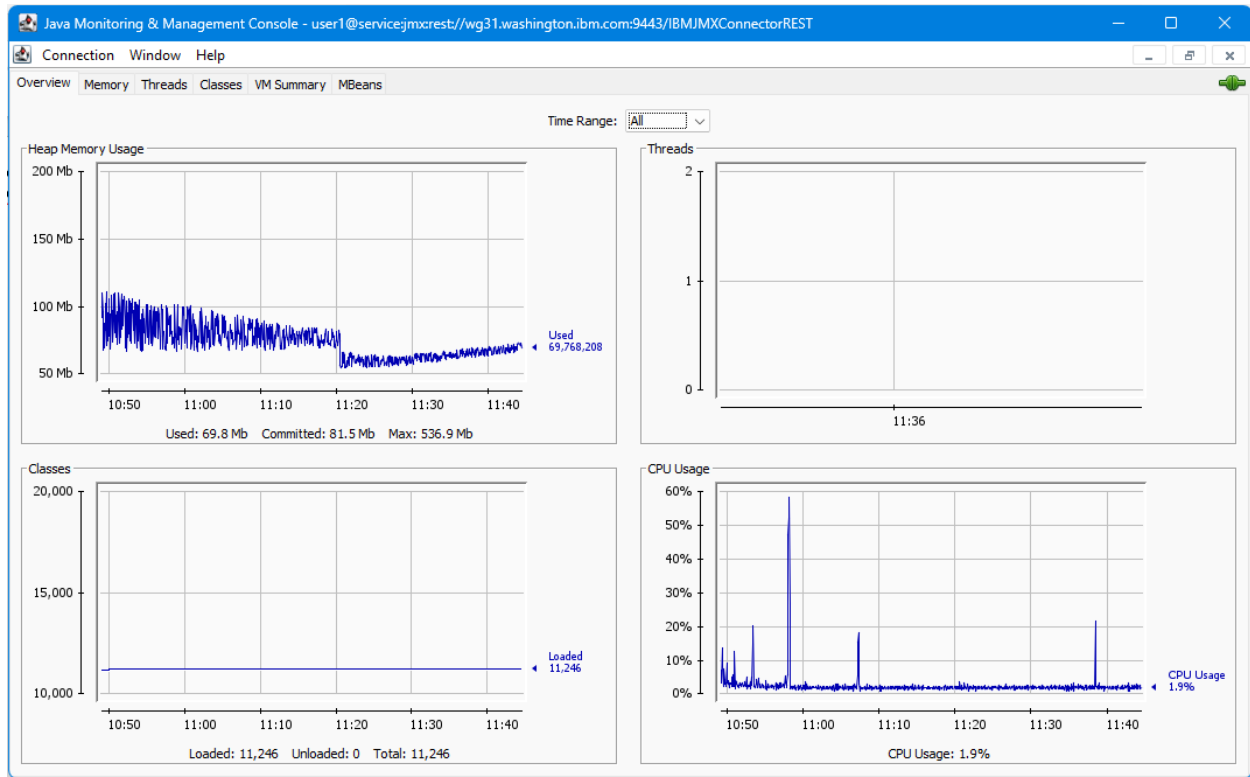 Java Monitoring & Management Console - user1@service:jmx:rest://wg31.washington.ibm.com:9443/IBMJMXConnectorREST
Connection Window Help
Overview Memory Threads Classes VM Summary MBeans
Time Range: All
Heap Memory Usage
200 Mb
150 Mb
100 Mb
50 Mb
Used
69,768,208
10:50 11:00 11:10 11:20 11:30 11:40
Used: 69.8 Mb Committed: 81.5 Mb Max: 536.9 Mb
Threads
2
1
0
11:36
Classes
20,000
15,000
10,000
Loaded
11,246
10:50 11:00 11:10 11:20 11:30 11:40
Loaded: 11,246 Unloaded: 0 Total: 11,246
CPU Usage
60%
50%
40%
30%
20%
10%
0%
CPU Usage
1.9%
10:50 11:00 11:10 11:20 11:30 11:40
CPU Usage: 1.9%